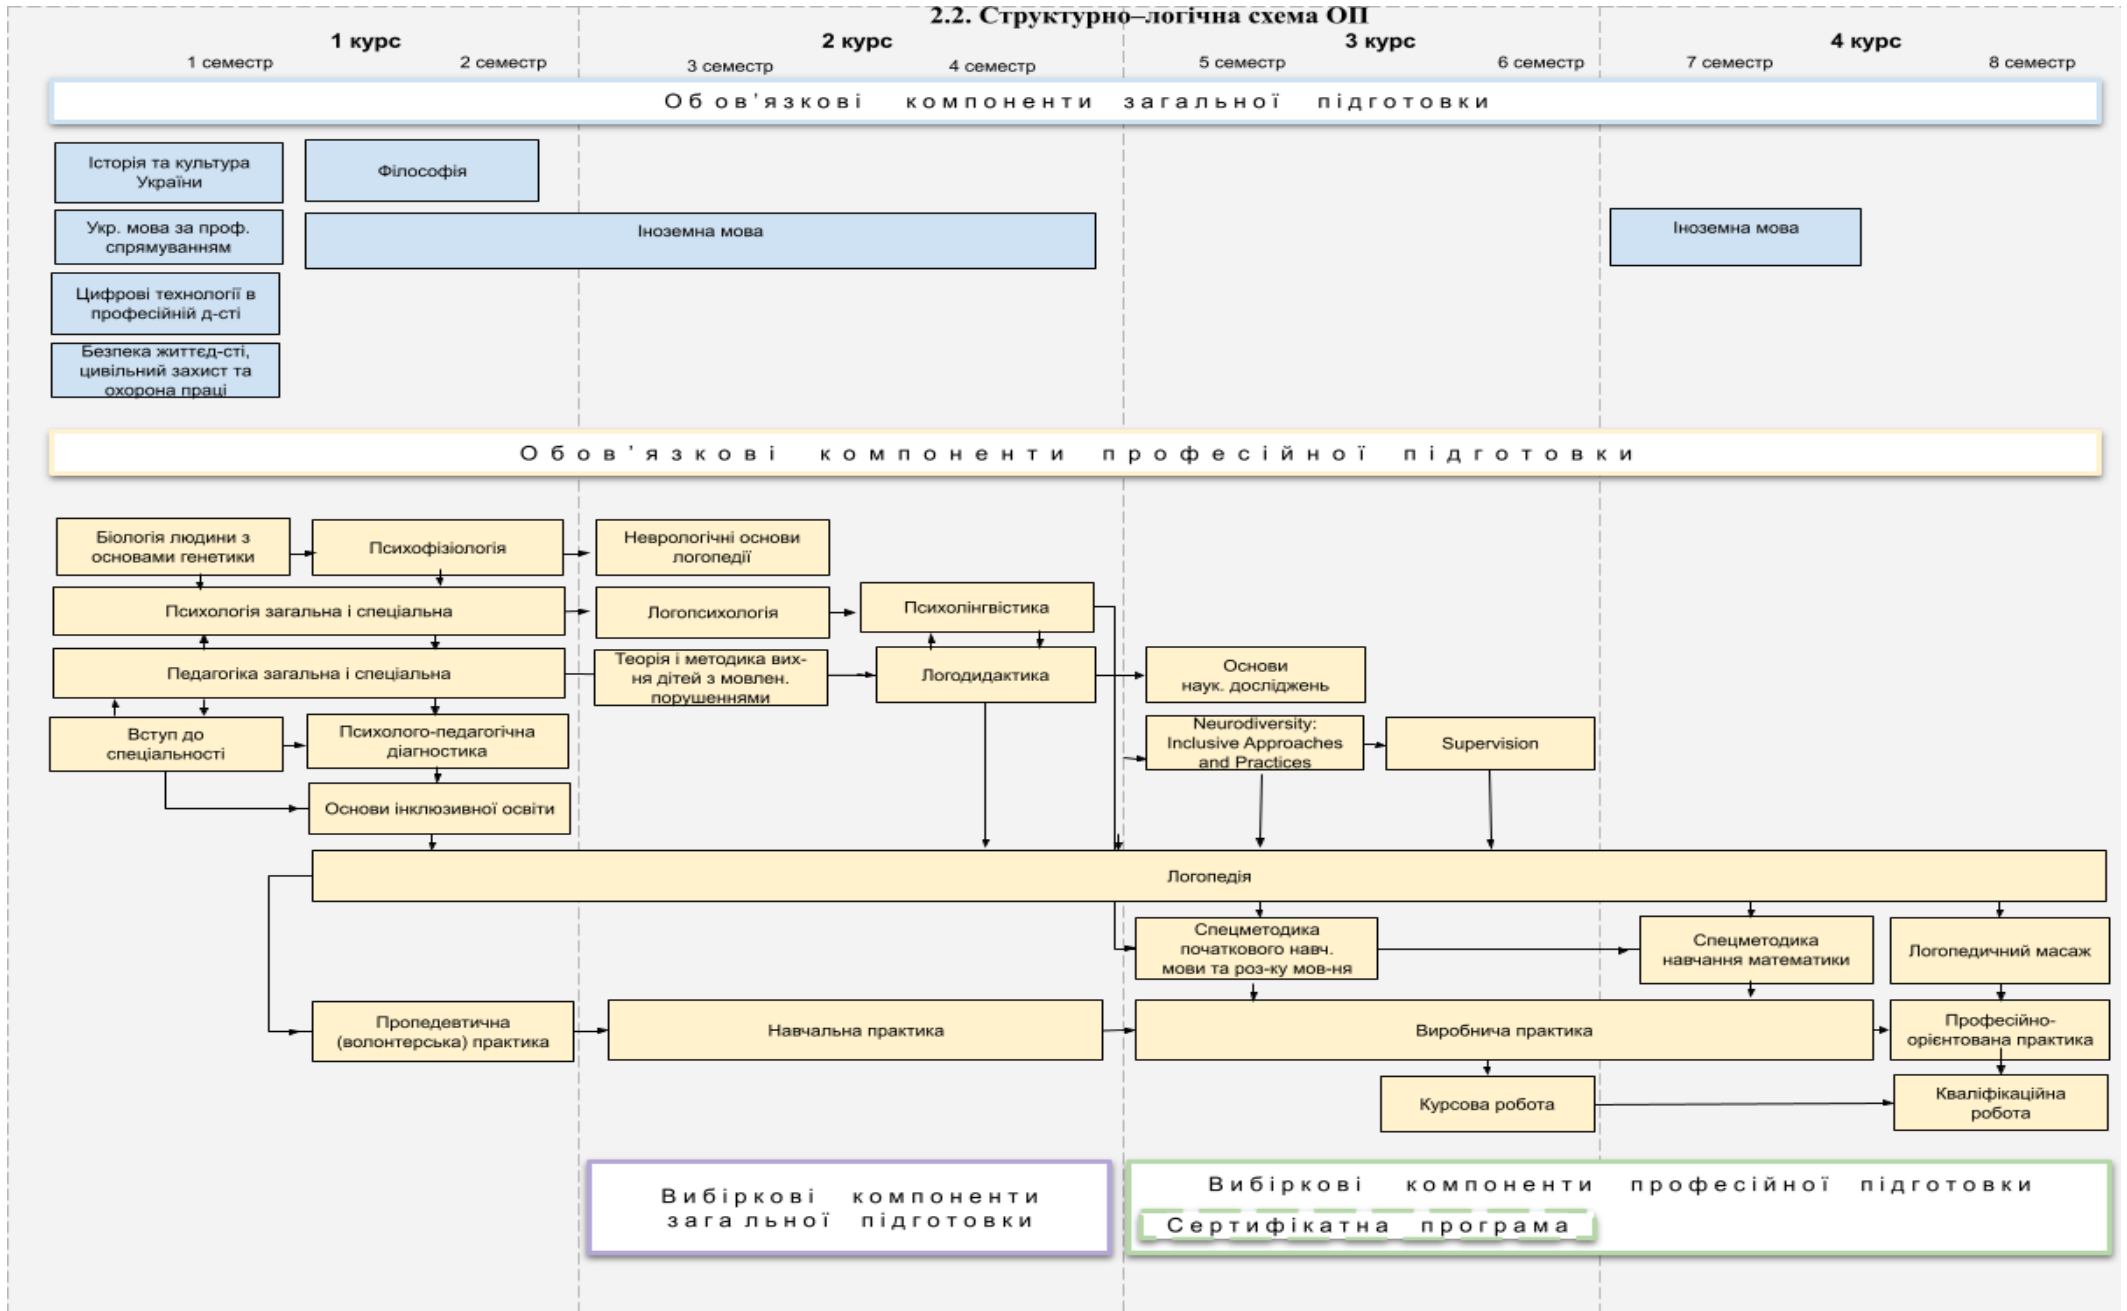 2.2. Структурно–логічна схема ОП
1 курс
2 курс
3 курс
4 курс
1 семестр
2 семестр
3 семестр
4 семестр
5 семестр
6 семестр
7 семестр
8 семестр
Обов'язкові компоненти загальної підготовки
Історія та культура
України
Філософія
Укр. мова за проф.
спрямуванням
Іноземна мова
Іноземна мова
Цифрові технології в
професійній д-сті
Безпека життєд-сті,
цивільний захист та
охорона праці
Обов'язкові компоненти професійної підготовки
Біологія людини з
основами генетики
Психофізіологія
Неврологічні основи
логопедії
Психологія загальна і спеціальна
Логопсихологія
Психолінгвістика
Педагогіка загальна і спеціальна
Теорія і методика вих-
ня дітей з мовлен.
порушеннями
Логодидактика
Основи
наук. досліджень
Вступ до
спеціальності
Психолого-педагогічна
діагностика
Neurodiversity:
Inclusive Approaches
and Practices
Supervision
Основи інклюзивної освіти
Логопедія
Спецметодика
початкового навч.
мови та роз-ку мов-ня
Спецметодика
навчання математики
Логопедичний масаж
Пропедевтична
(волонтерська) практика
Навчальна практика
Виробнича практика
Професійно-
орієнтована практика
Курсова робота
Кваліфікаційна
робота
Вибіркові компоненти
загальної підготовки
Вибіркові компоненти професійної підготовки
Сертифікатна програма